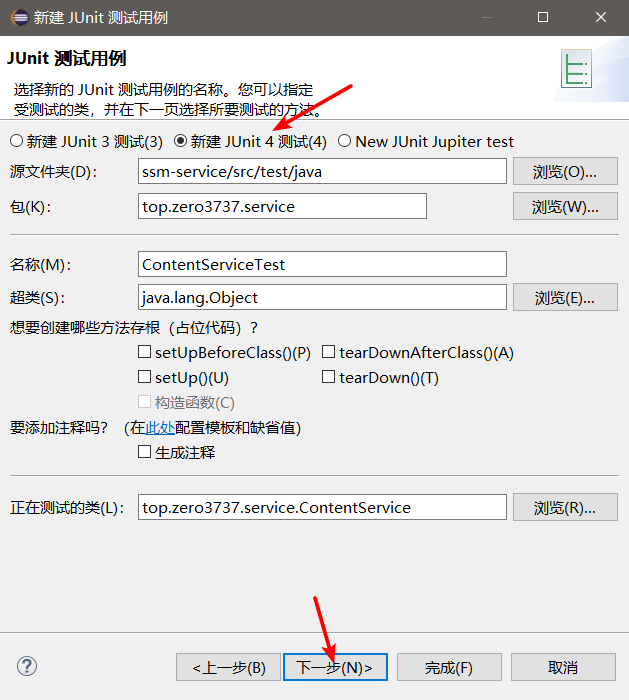 新建 JUnit 测试用例
JUnit 测试用例
选择新的 JUnit 测试用例的名称。您可以指定
受测试的类，并在下一页选择所要测试的方法。
新建 JUnit 3 测试(3) 新建 JUnit 4 测试(4) New JUnit Jupiter test
源文件夹(D)： ssm-service/src/test/java 浏览(O)...
包(K)： top.zero3737.service 浏览(W)...
名称(M)： ContentServiceTest
超类(S)： java.lang.Object 浏览(E)...
想要创建哪些方法存根（占位代码）？
setUpBeforeClass()(P) tearDownAfterClass()(A)
setUp()(U) tearDown()(T)
构造函数(C)
要添加注释吗？ （在此处配置模板和缺省值）
生成注释
正在测试的类(L)： top.zero3737.service.ContentService 浏览(R)...
? <上一步(B) 下一步(N)> 完成(F) 取消